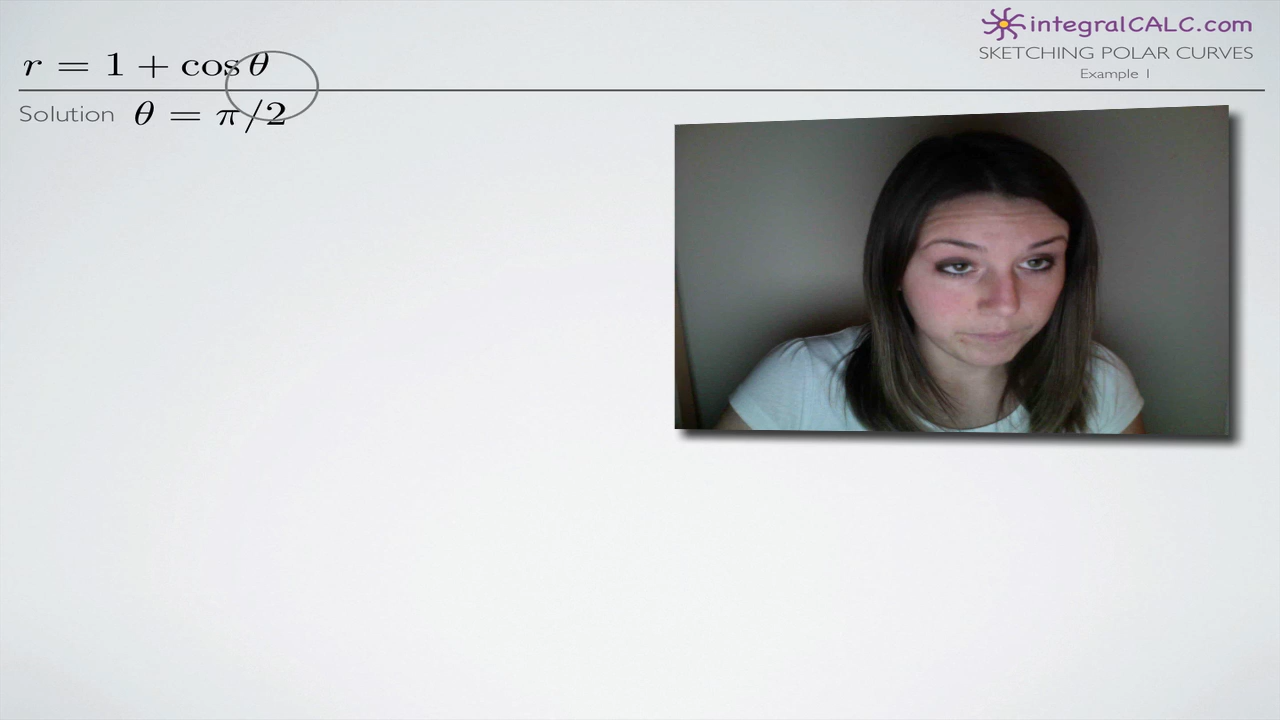 integralCALC.com
SKETCHING POLAR CURVES
Example 1
r = 1 + cos θ
Solution θ = π/2